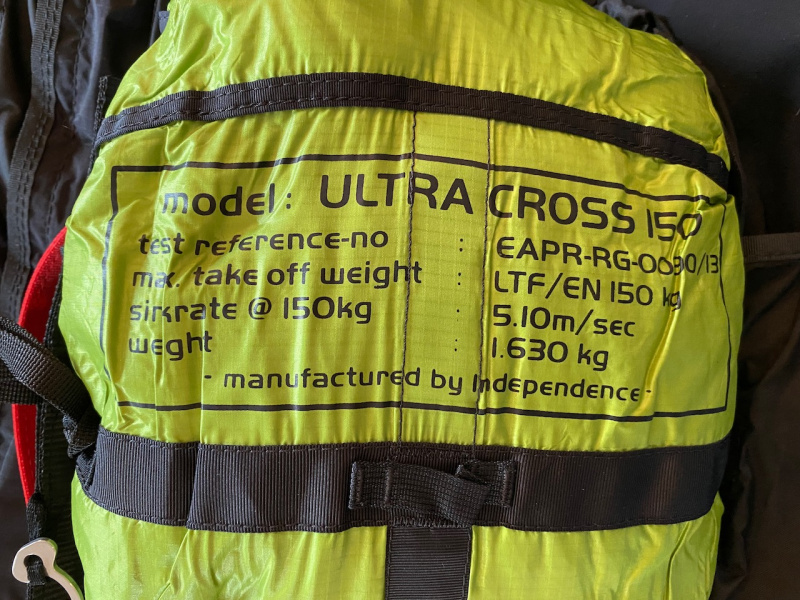 model: ULTRA CROSS 150
test reference-no : EAPR-RG-0090/13
max. take off weight : LTF/EN 150 kg
sinkrate @ 150kg : 5.10m/sec
weight : 1.630 kg
- manufactured by Independence -